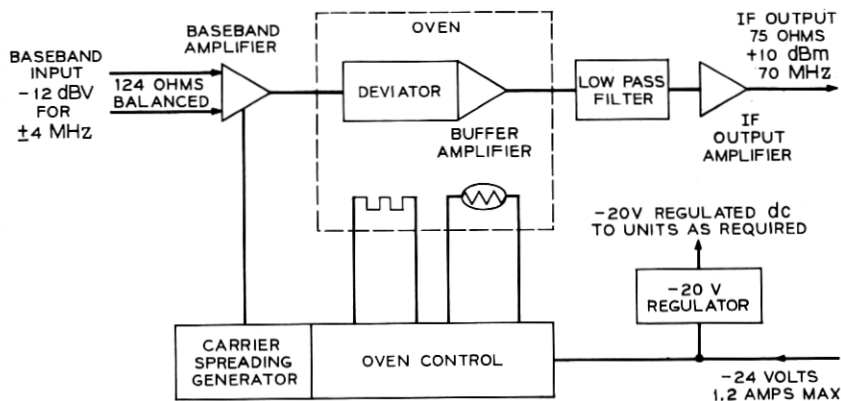 BASEBAND
INPUT
-12 dBV
FOR
±4 MHz
124 OHMS
BALANCED
BASEBAND
AMPLIFIER
OVEN
DEVIATOR
BUFFER
AMPLIFIER
LOW PASS
FILTER
IF OUTPUT
75 OHMS
+10 dBm
70 MHz
IF
OUTPUT
AMPLIFIER
-20V REGULATED dc
TO UNITS AS REQUIRED
-20 V
REGULATOR
CARRIER
SPREADING
GENERATOR
OVEN CONTROL
-24 VOLTS
1.2 AMPS MAX